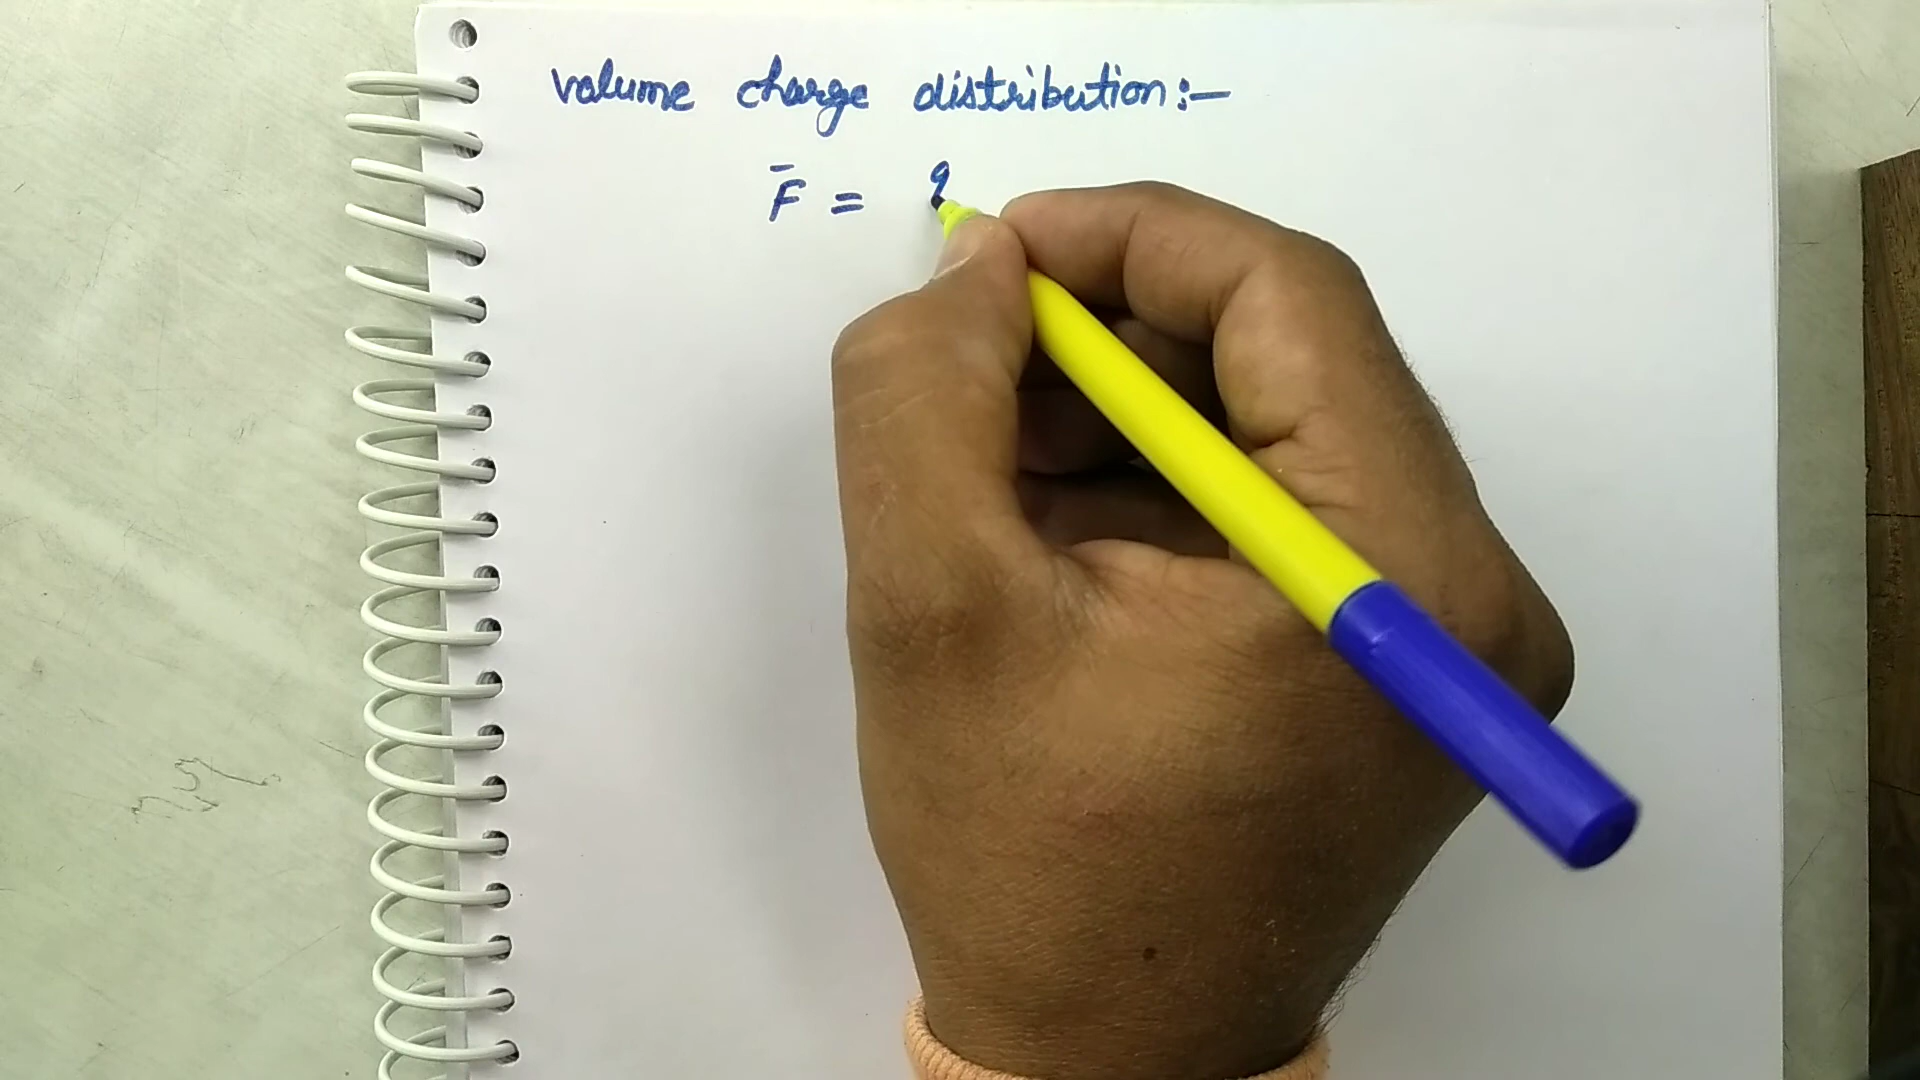 volume charge distribution:-
F̄ = q